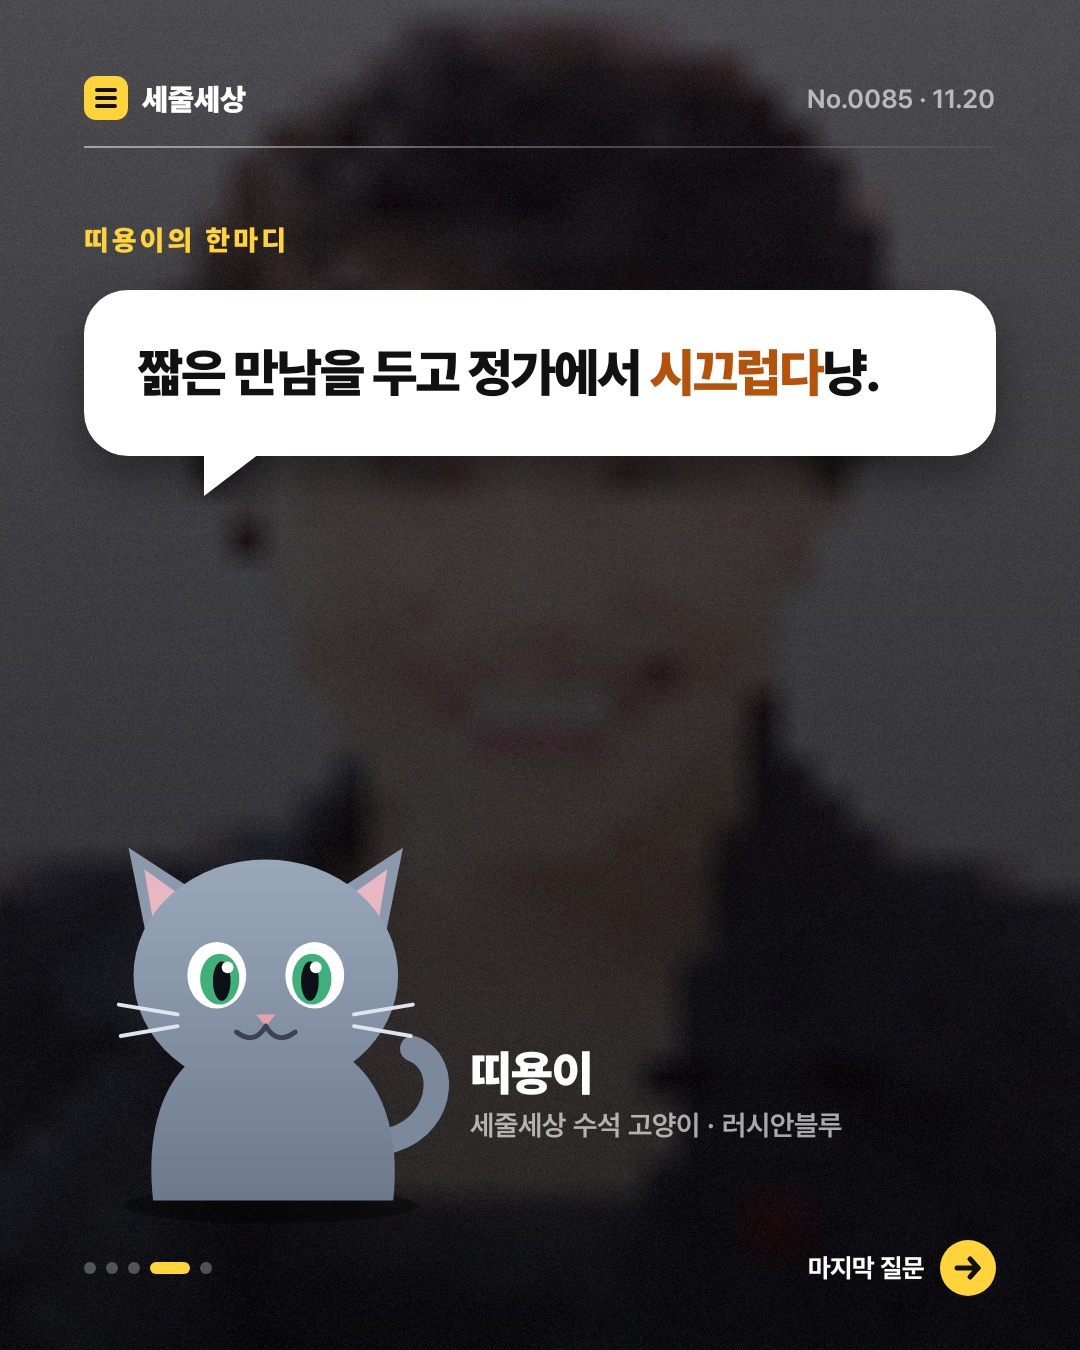 세줄세상
No.0085 · 11.20
띠용이의 한마디
짧은 만남을 두고 정가에서 시끄럽다냥.
띠용이
세줄세상 수석 고양이 · 러시안블루
마지막 질문